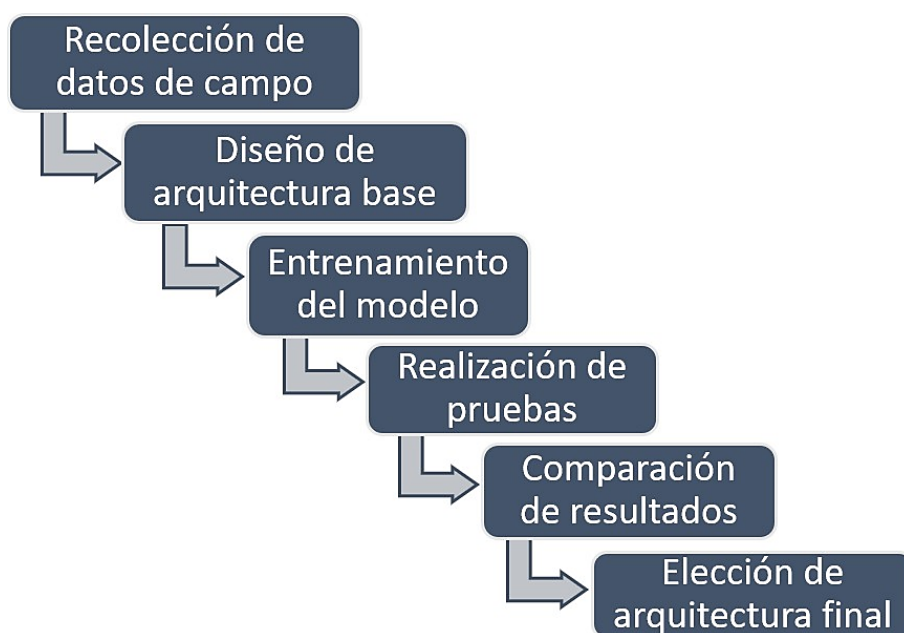 Recolección de
datos de campo
Diseño de
arquitectura base
Entrenamiento
del modelo
Realización de
pruebas
Comparación
de resultados
Elección de
arquitectura final